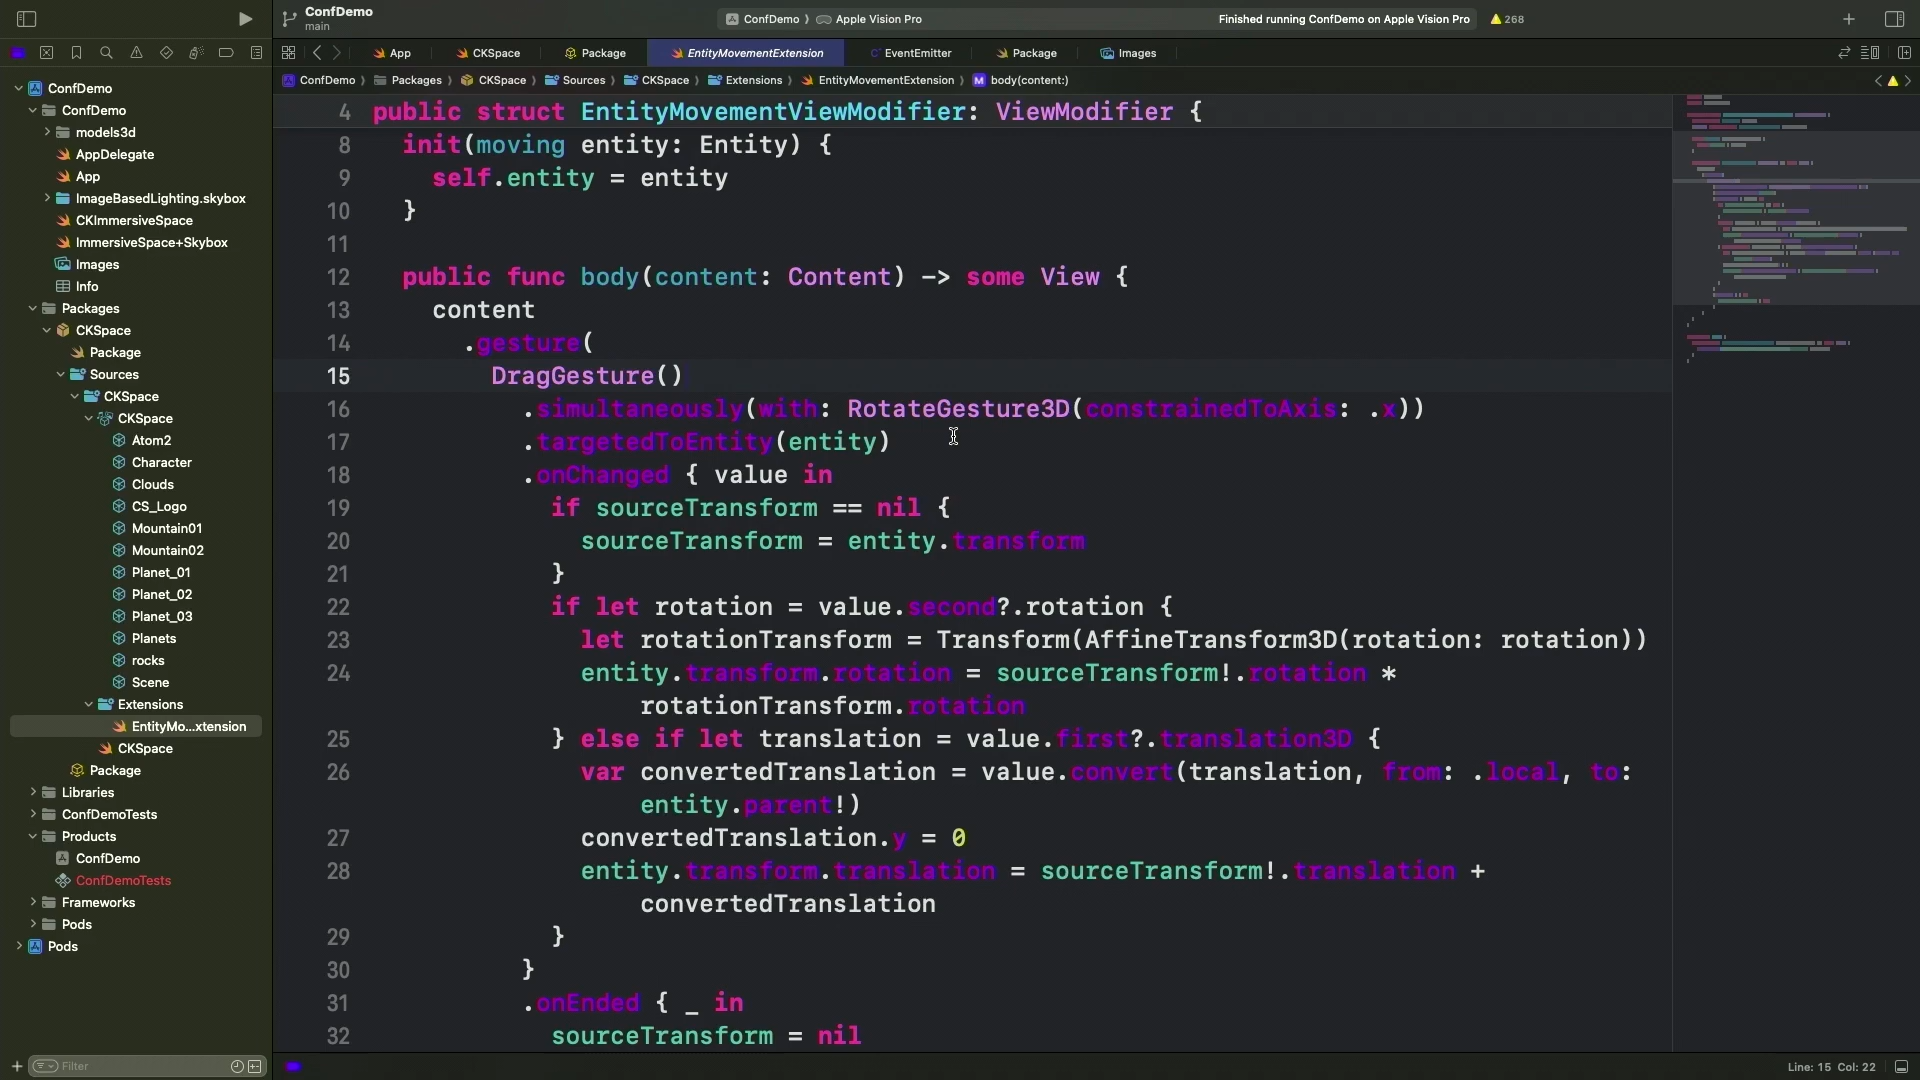 ConfDemo
main
ConfDemo
Apple Vision Pro
Finished running ConfDemo on Apple Vision Pro
268
App
CKSpace
Package
EntityMovementExtension
EventEmitter
Package
Images
ConfDemo
Packages
CKSpace
Sources
CKSpace
Extensions
EntityMovementExtension
M body(content:)
ConfDemo
ConfDemo
models3d
AppDelegate
App
ImageBasedLighting.skybox
CKImmersiveSpace
ImmersiveSpace+Skybox
Images
Info
Packages
CKSpace
Package
Sources
CKSpace
CKSpace
Atom2
Character
Clouds
CS_Logo
Mountain01
Mountain02
Planet_01
Planet_02
Planet_03
Planets
rocks
Scene
Extensions
EntityMo...xtension
CKSpace
Package
Libraries
ConfDemoTests
Products
ConfDemo
ConfDemoTests
Frameworks
Pods
Pods
Filter
4 public struct EntityMovementViewModifier: ViewModifier {
8 init(moving entity: Entity) {
9 self.entity = entity
10 }
11
12 public func body(content: Content) -> some View {
13 content
14 .gesture(
15 DragGesture()
16 .simultaneously(with: RotateGesture3D(constrainedToAxis: .x))
17 .targetedToEntity(entity)
18 .onChanged { value in
19 if sourceTransform == nil {
20 sourceTransform = entity.transform
21 }
22 if let rotation = value.second?.rotation {
23 let rotationTransform = Transform(AffineTransform3D(rotation: rotation))
24 entity.transform.rotation = sourceTransform!.rotation *
rotationTransform.rotation
25 } else if let translation = value.first?.translation3D {
26 var convertedTranslation = value.convert(translation, from: .local, to:
entity.parent!)
27 convertedTranslation.y = 0
28 entity.transform.translation = sourceTransform!.translation +
convertedTranslation
29 }
30 }
31 .onEnded { _ in
32 sourceTransform = nil
Line: 15 Col: 22